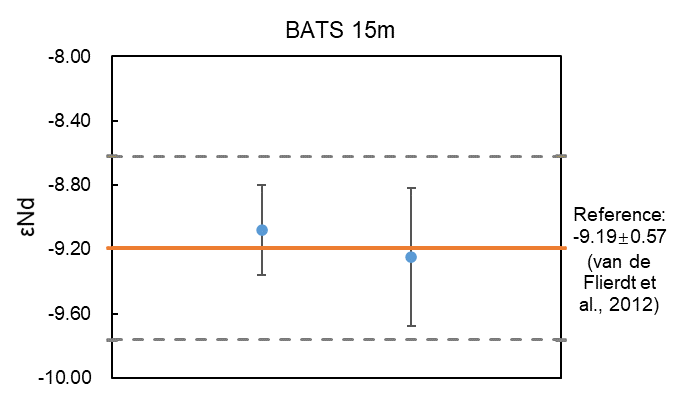 BATS 15m
-8.00
-8.40
-8.80
-9.20
-9.60
-10.00
εNd
Reference:
-9.19±0.57
(van de
Flierdt et
al., 2012)